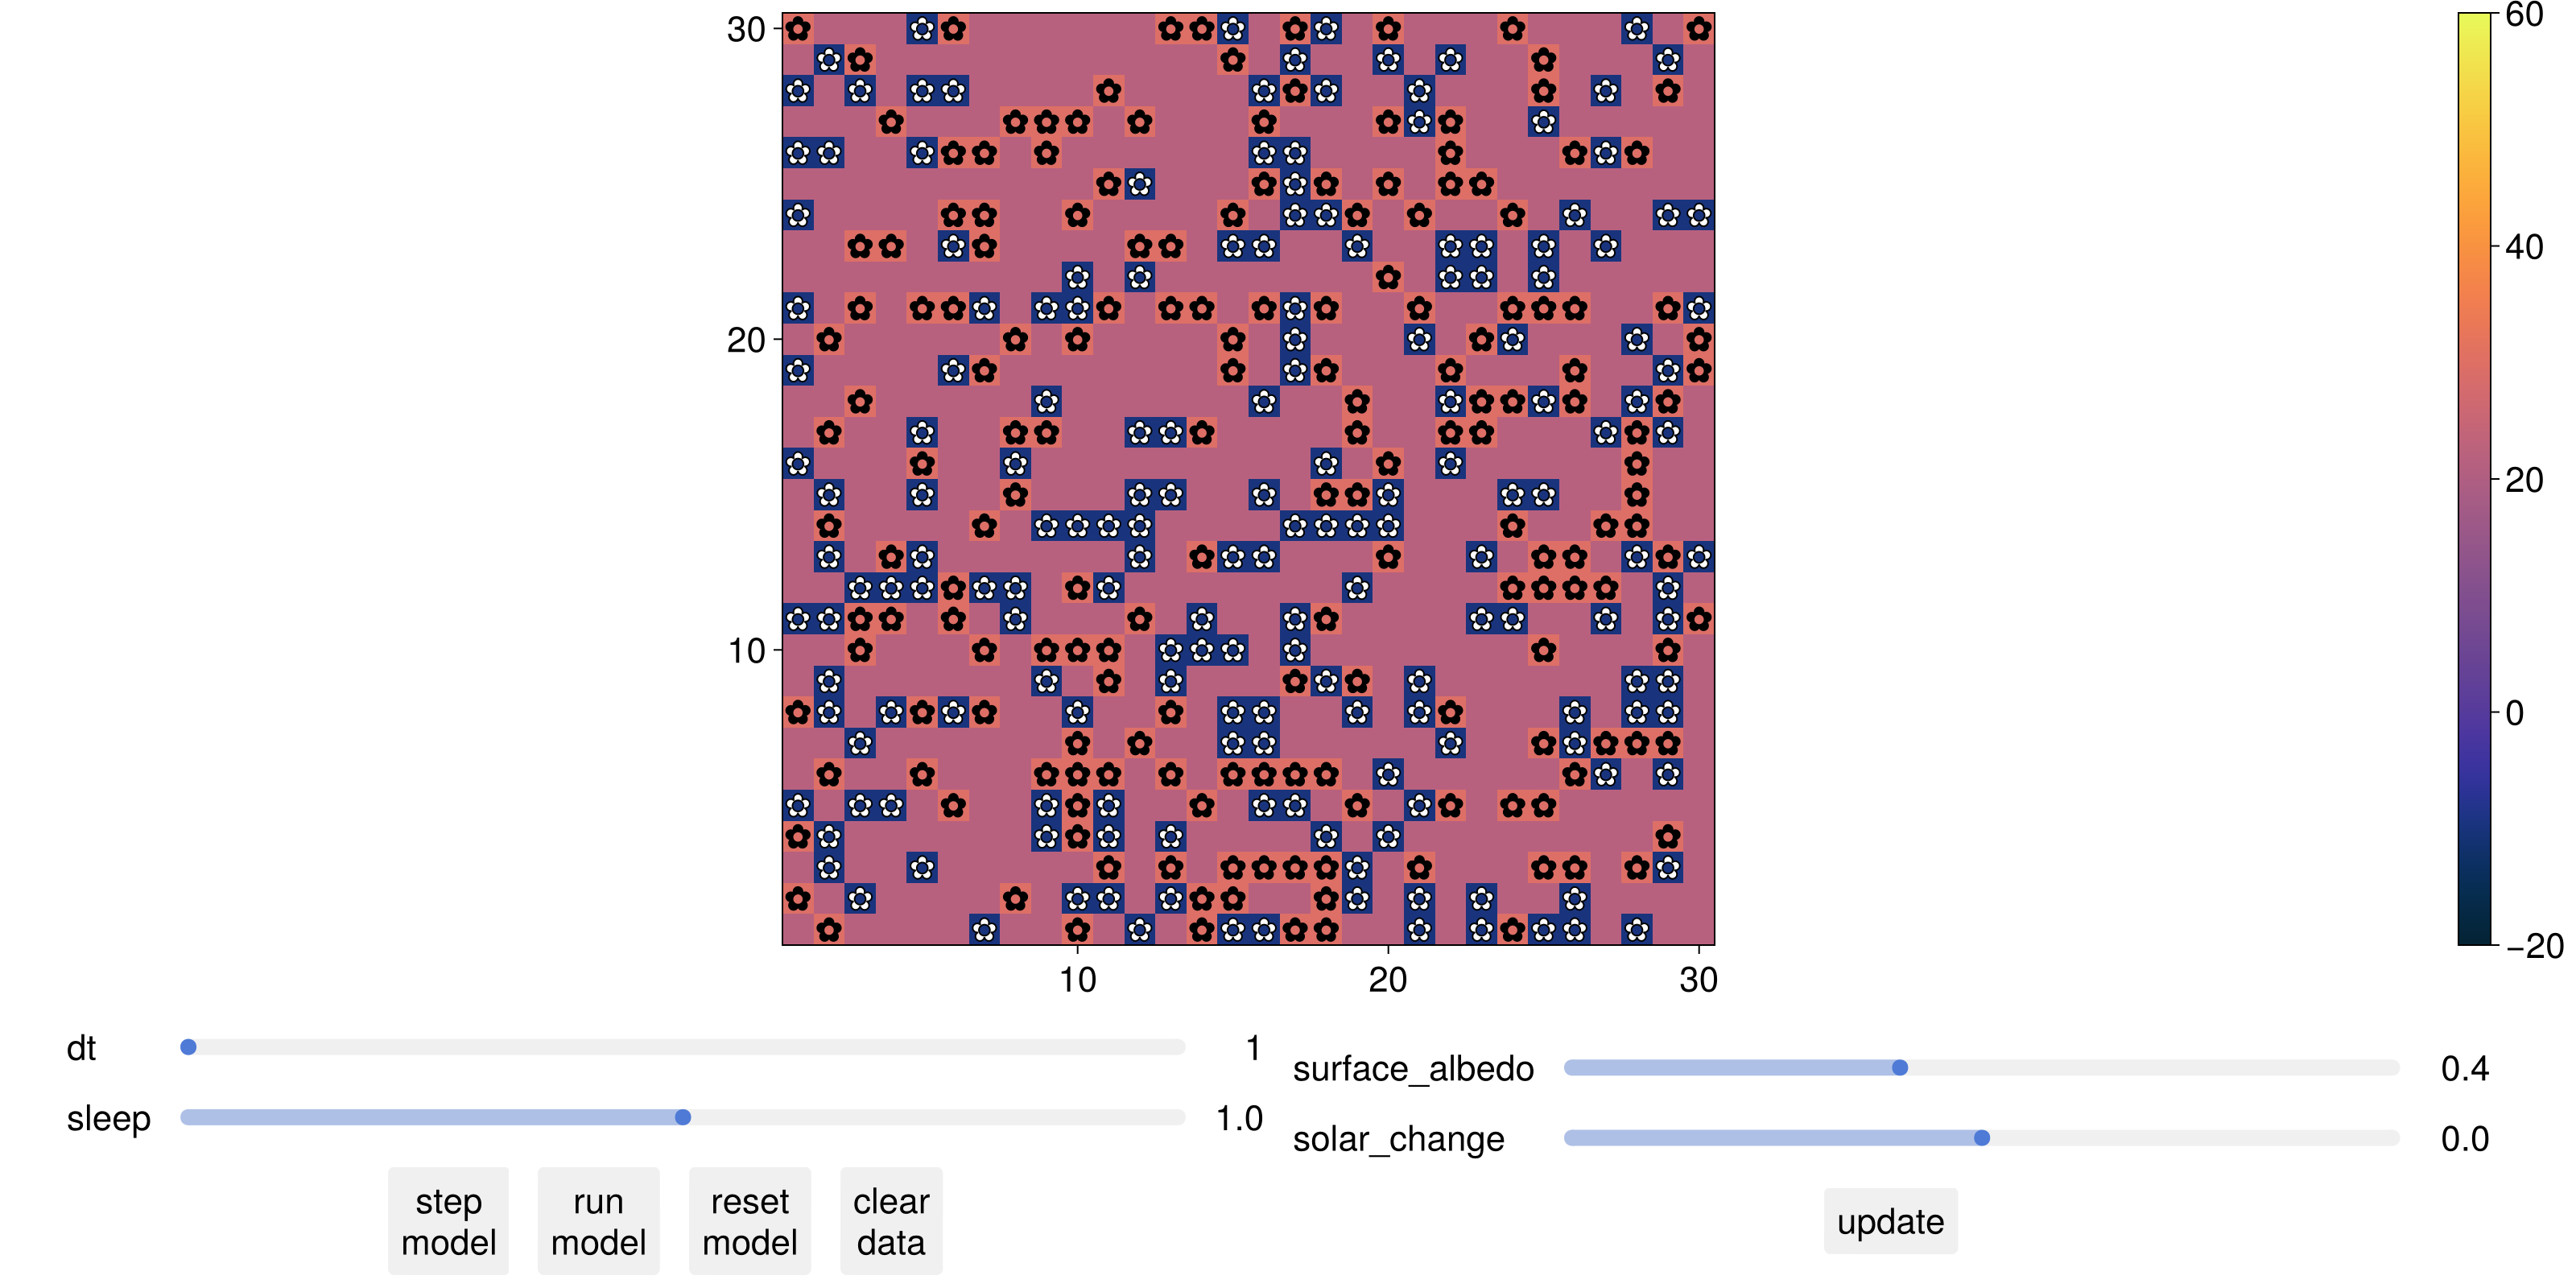 30
20
10
10
20
30
60
40
20
0
−20
dt
1
sleep
1.0
surface_albedo
0.4
solar_change
0.0
step
model
run
model
reset
model
clear
data
update